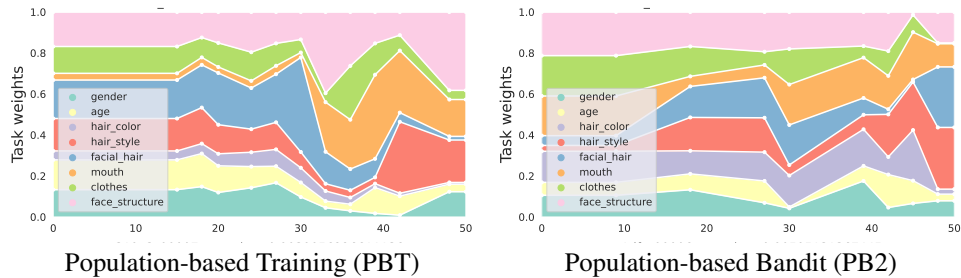 1.0
0.8
0.6
0.4
0.2
0.0
Task weights
gender
age
hair_color
hair_style
facial_hair
mouth
clothes
face_structure
0 10 20 30 40 50
Population-based Training (PBT)
1.0
0.8
0.6
0.4
0.2
0.0
Task weights
gender
age
hair_color
hair_style
facial_hair
mouth
clothes
face_structure
0 10 20 30 40 50
Population-based Bandit (PB2)